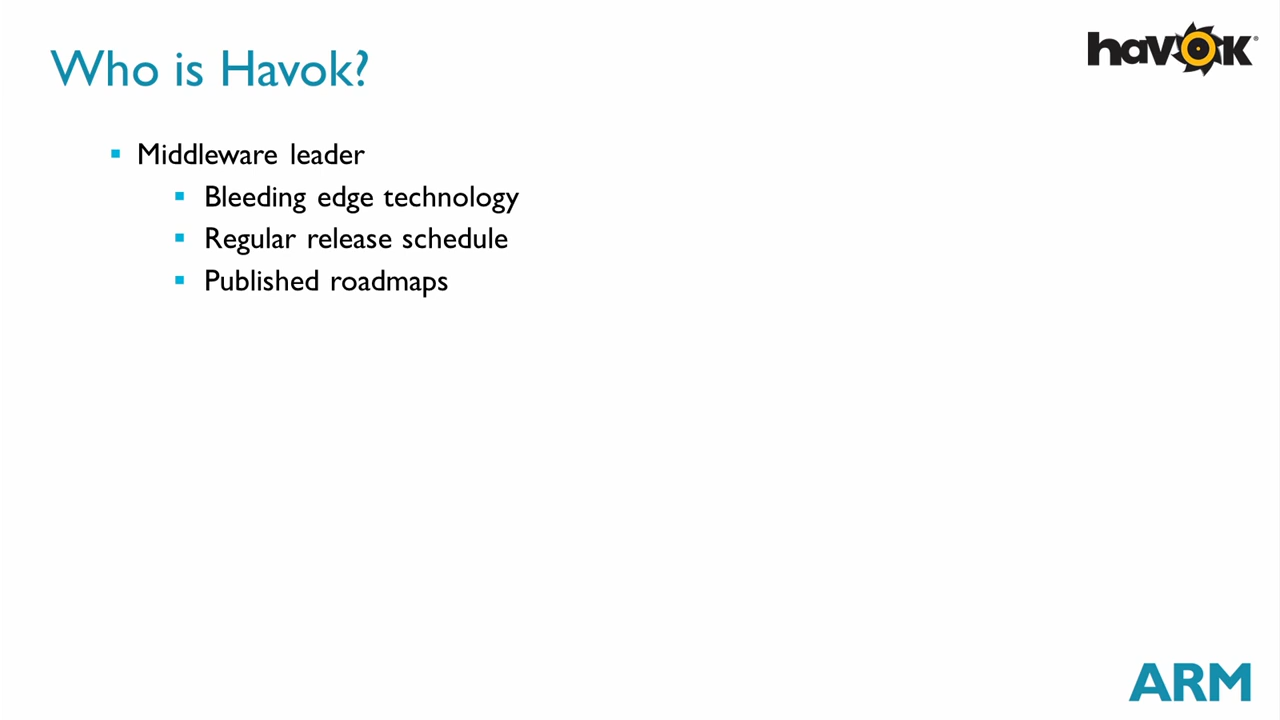 Who is Havok?
havok®
Middleware leader
Bleeding edge technology
Regular release schedule
Published roadmaps
ARM